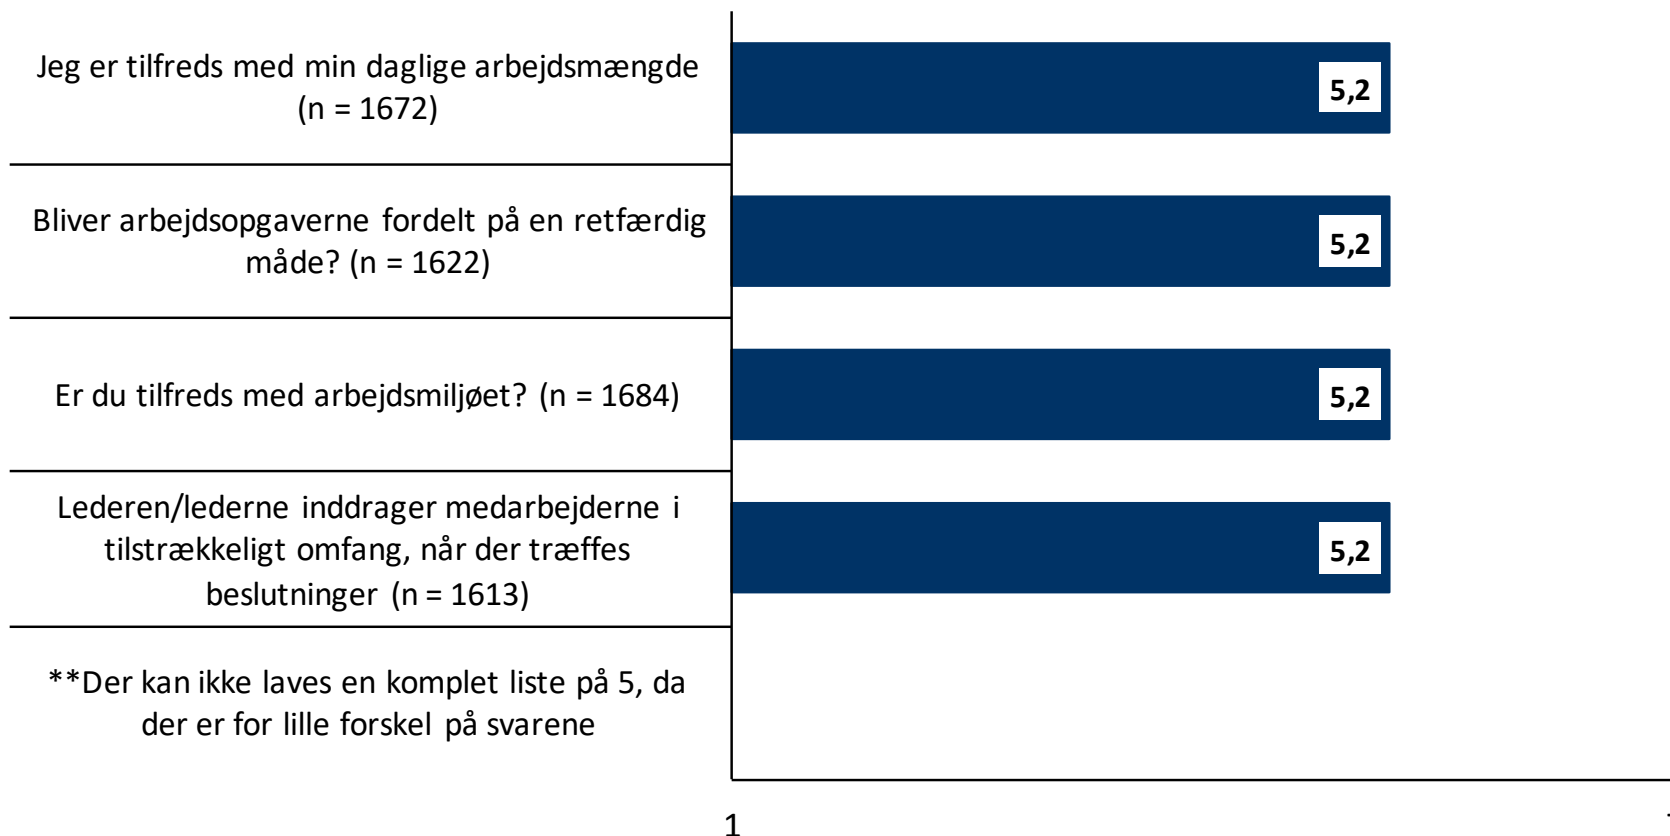 Jeg er tilfreds med min daglige arbejdsmængde
(n = 1672)
5,2
Bliver arbejdsopgaverne fordelt på en retfærdig
måde? (n = 1622)
5,2
Er du tilfreds med arbejdsmiljøet? (n = 1684)
5,2
Lederen/lederne inddrager medarbejderne i
tilstrækkeligt omfang, når der træffes
beslutninger (n = 1613)
5,2
**Der kan ikke laves en komplet liste på 5, da
der er for lille forskel på svarene
1